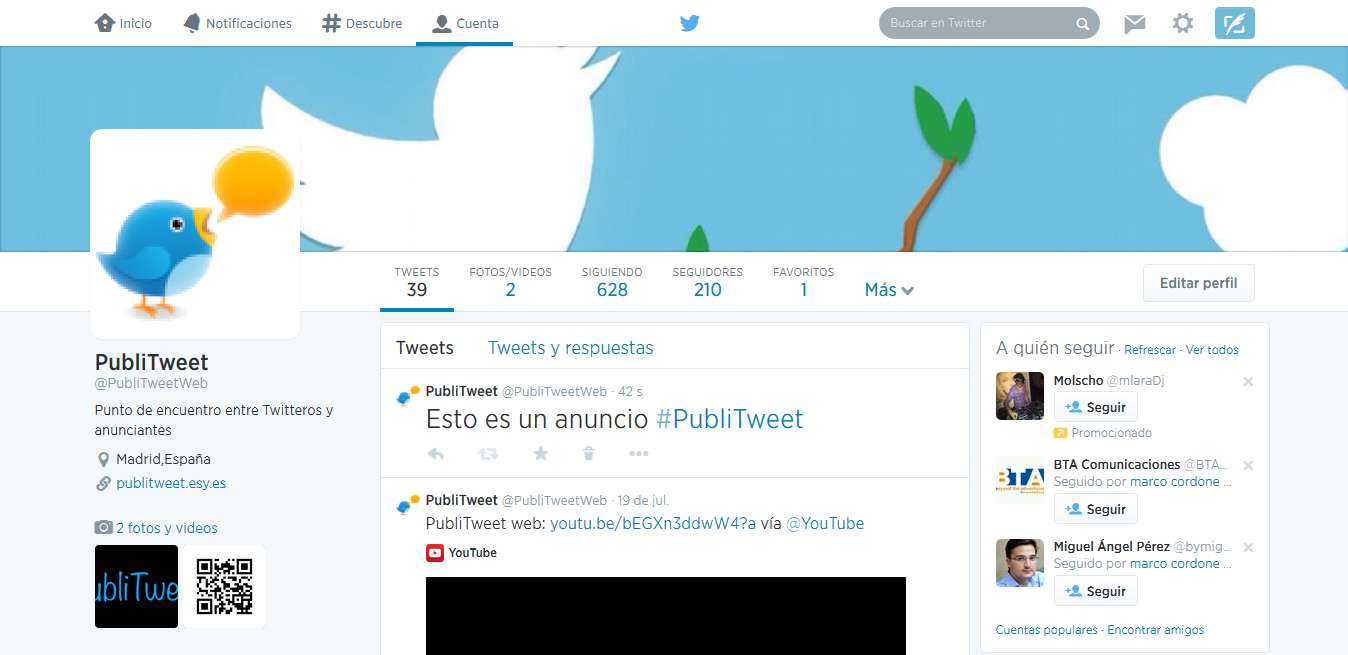 Inicio Notificaciones Descubre Cuenta Buscar en Twitter
TWEETS FOTOS/VIDEOS SIGUIENDO SEGUIDORES FAVORITOS
39 2 628 210 1 Más
Editar perfil
PubliTweet
@PubliTweetWeb
Punto de encuentro entre Twitteros y
anunciantes
Madrid,España
publitweet.esy.es
2 fotos y videos
ubliTwe
Tweets Tweets y respuestas
PubliTweet @PubliTweetWeb · 42 s
Esto es un anuncio #PubliTweet
PubliTweet @PubliTweetWeb · 19 de jul.
PubliTweet web: youtu.be/bEGXn3ddwW4?a vía @YouTube
YouTube
A quién seguir · Refrescar · Ver todos
Molscho @mlaraDj
Seguir
Promocionado
BTA
BTA Comunicaciones @BTA...
Seguido por marco cordone ...
Seguir
Miguel Ángel Pérez @bymig...
Seguido por marco cordone ...
Seguir
Cuentas populares · Encontrar amigos